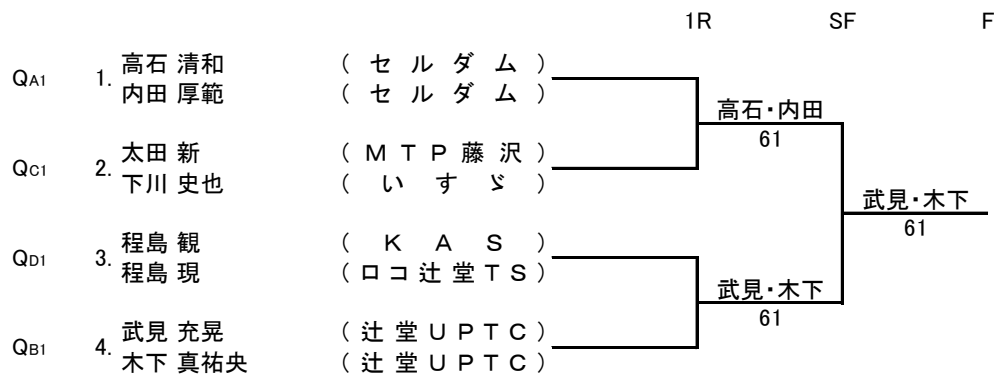 1R SF F
QA1 1. 高石 清和 (セルダム)
内田 厚範 (セルダム)
高石・内田
61
QC1 2. 太田 新 (MTP藤沢)
下川 史也 (いすゞ)
武見・木下
61
QD1 3. 程島 観 (KAS)
程島 現 (ロコ辻堂TS)
武見・木下
61
QB1 4. 武見 充晃 (辻堂UPTC)
木下 真祐央 (辻堂UPTC)